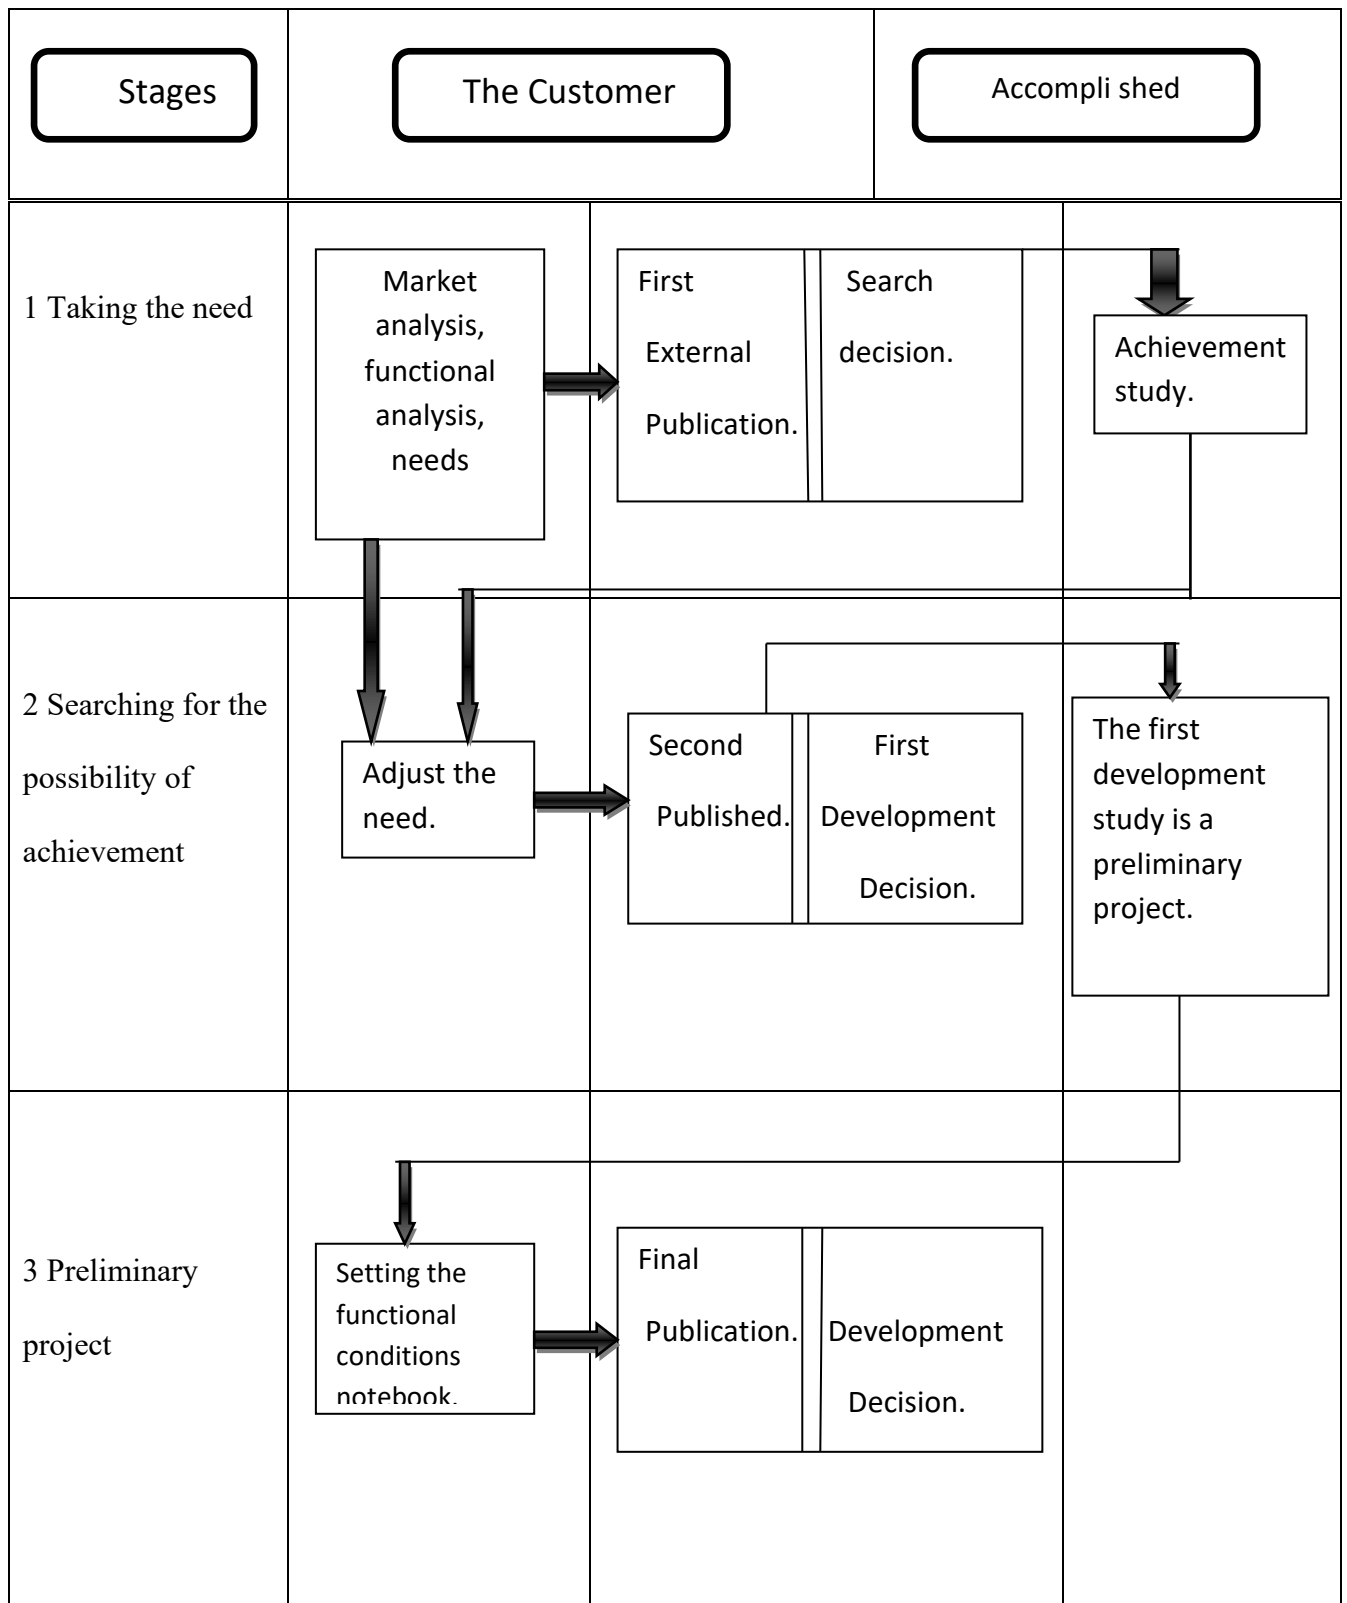 Stages
The Customer
Accompli shed
1 Taking the need
Market
analysis,
functional
analysis,
needs
First
External
Publication.
Search
decision.
Achievement
study.
2 Searching for the
possibility of
achievement
Adjust the
need.
Second
Published.
First
Development
Decision.
The first
development
study is a
preliminary
project.
3 Preliminary
project
Setting the
functional
conditions
notebook.
Final
Publication.
Development
Decision.